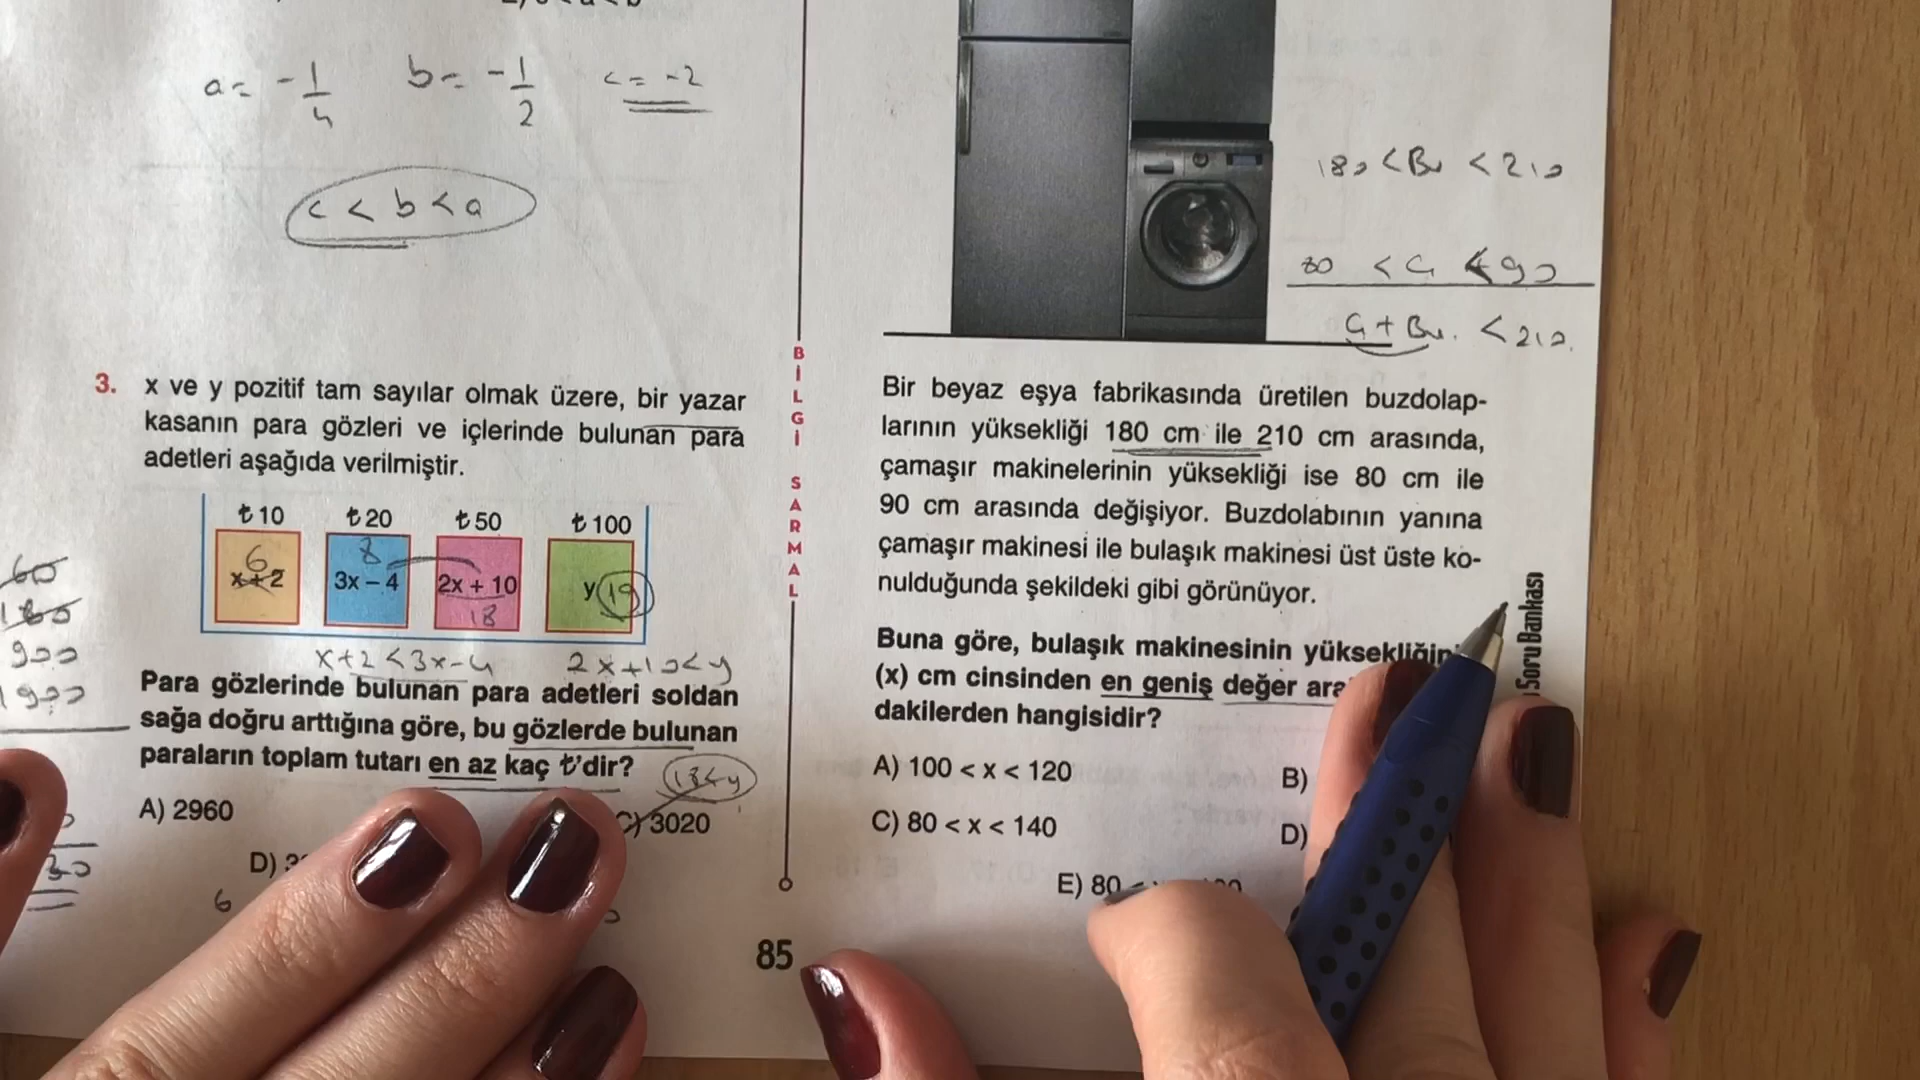 a = -1/4 b = -1/2 c = -2
c < b < a
3. x ve y pozitif tam sayılar olmak üzere, bir yazar
kasanın para gözleri ve içlerinde bulunan para
adetleri aşağıda verilmiştir.
₺10 ₺20 ₺50 ₺100
6 8
x + 2 3x – 4 2x + 10 y 19
18
x+2 < 3x-4 2x+10 < y
Para gözlerinde bulunan para adetleri soldan
sağa doğru arttığına göre, bu gözlerde bulunan
paraların toplam tutarı en az kaç ₺'dir?
18 < y
A) 2960
C) 3020
D)
6
BİLGİ SARMAL
85
180 < Bu < 210
80 < Ç < 90
Ç + Bu. < 210.
Bir beyaz eşya fabrikasında üretilen buzdolap-
larının yüksekliği 180 cm ile 210 cm arasında,
çamaşır makinelerinin yüksekliği ise 80 cm ile
90 cm arasında değişiyor. Buzdolabının yanına
çamaşır makinesi ile bulaşık makinesi üst üste ko-
nulduğunda şekildeki gibi görünüyor.
Buna göre, bulaşık makinesinin
(x) cm cinsinden en geniş değer
dakilerden hangisidir?
A) 100 < x < 120
B)
C) 80 < x < 140
D)
E) 80
Soru Bankası